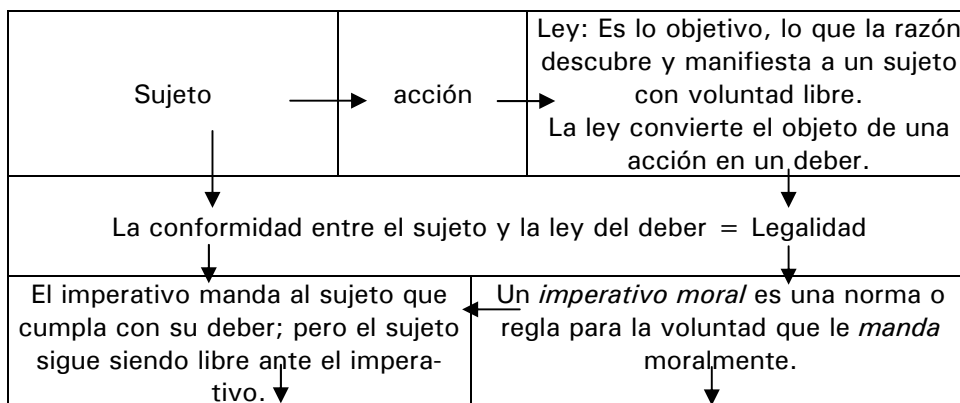 Sujeto
acción
Ley: Es lo objetivo, lo que la razón
descubre y manifiesta a un sujeto
con voluntad libre.
La ley convierte el objeto de una
acción en un deber.
La conformidad entre el sujeto y la ley del deber = Legalidad
El imperativo manda al sujeto que
cumpla con su deber; pero el sujeto
sigue siendo libre ante el impera-
tivo.
Un imperativo moral es una norma o
regla para la voluntad que le manda
moralmente.